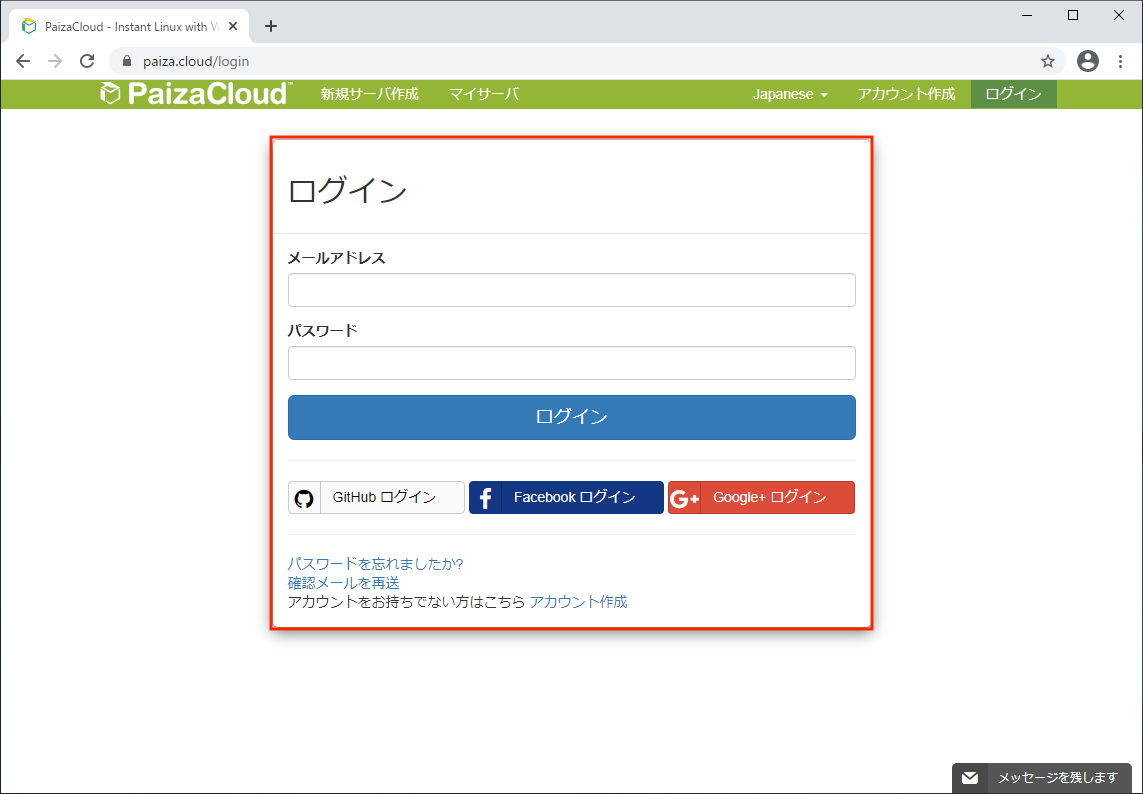 PaizaCloud - Instant Linux with W
paiza.cloud/login
PaizaCloud™ 新規サーバ作成 マイサーバ Japanese アカウント作成 ログイン
ログイン
メールアドレス
パスワード
ログイン
GitHub ログイン Facebook ログイン G+ Google+ ログイン
パスワードを忘れましたか?
確認メールを再送
アカウントをお持ちでない方はこちら アカウント作成
メッセージを残します